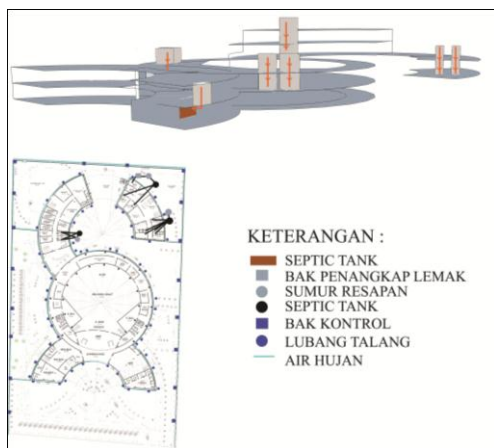 KETERANGAN :
SEPTIC TANK
BAK PENANGKAP LEMAK
SUMUR RESAPAN
SEPTIC TANK
BAK KONTROL
LUBANG TALANG
AIR HUJAN